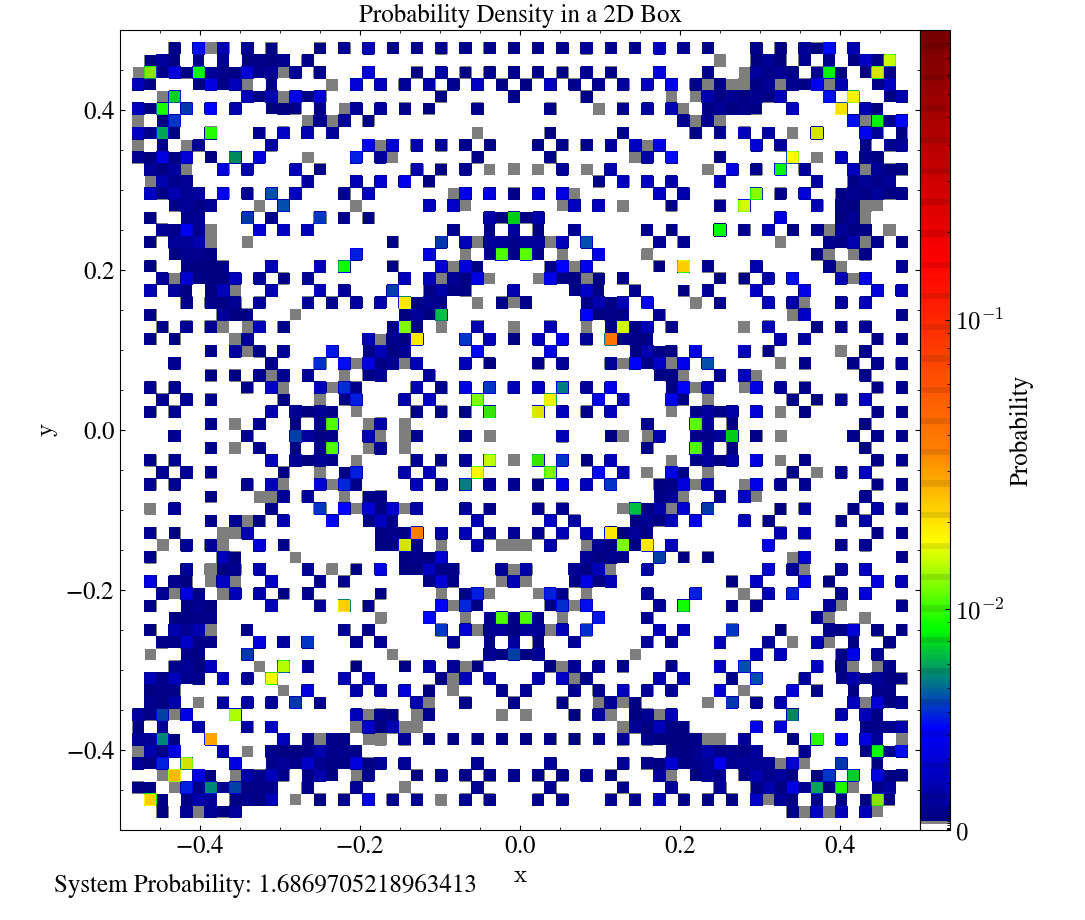 Probability Density in a 2D Box
0.4
0.2
0.0
−0.2
−0.4
y
−0.4 −0.2 0.0 0.2 0.4
x
10⁻¹
10⁻²
0
Probability
System Probability: 1.6869705218963413